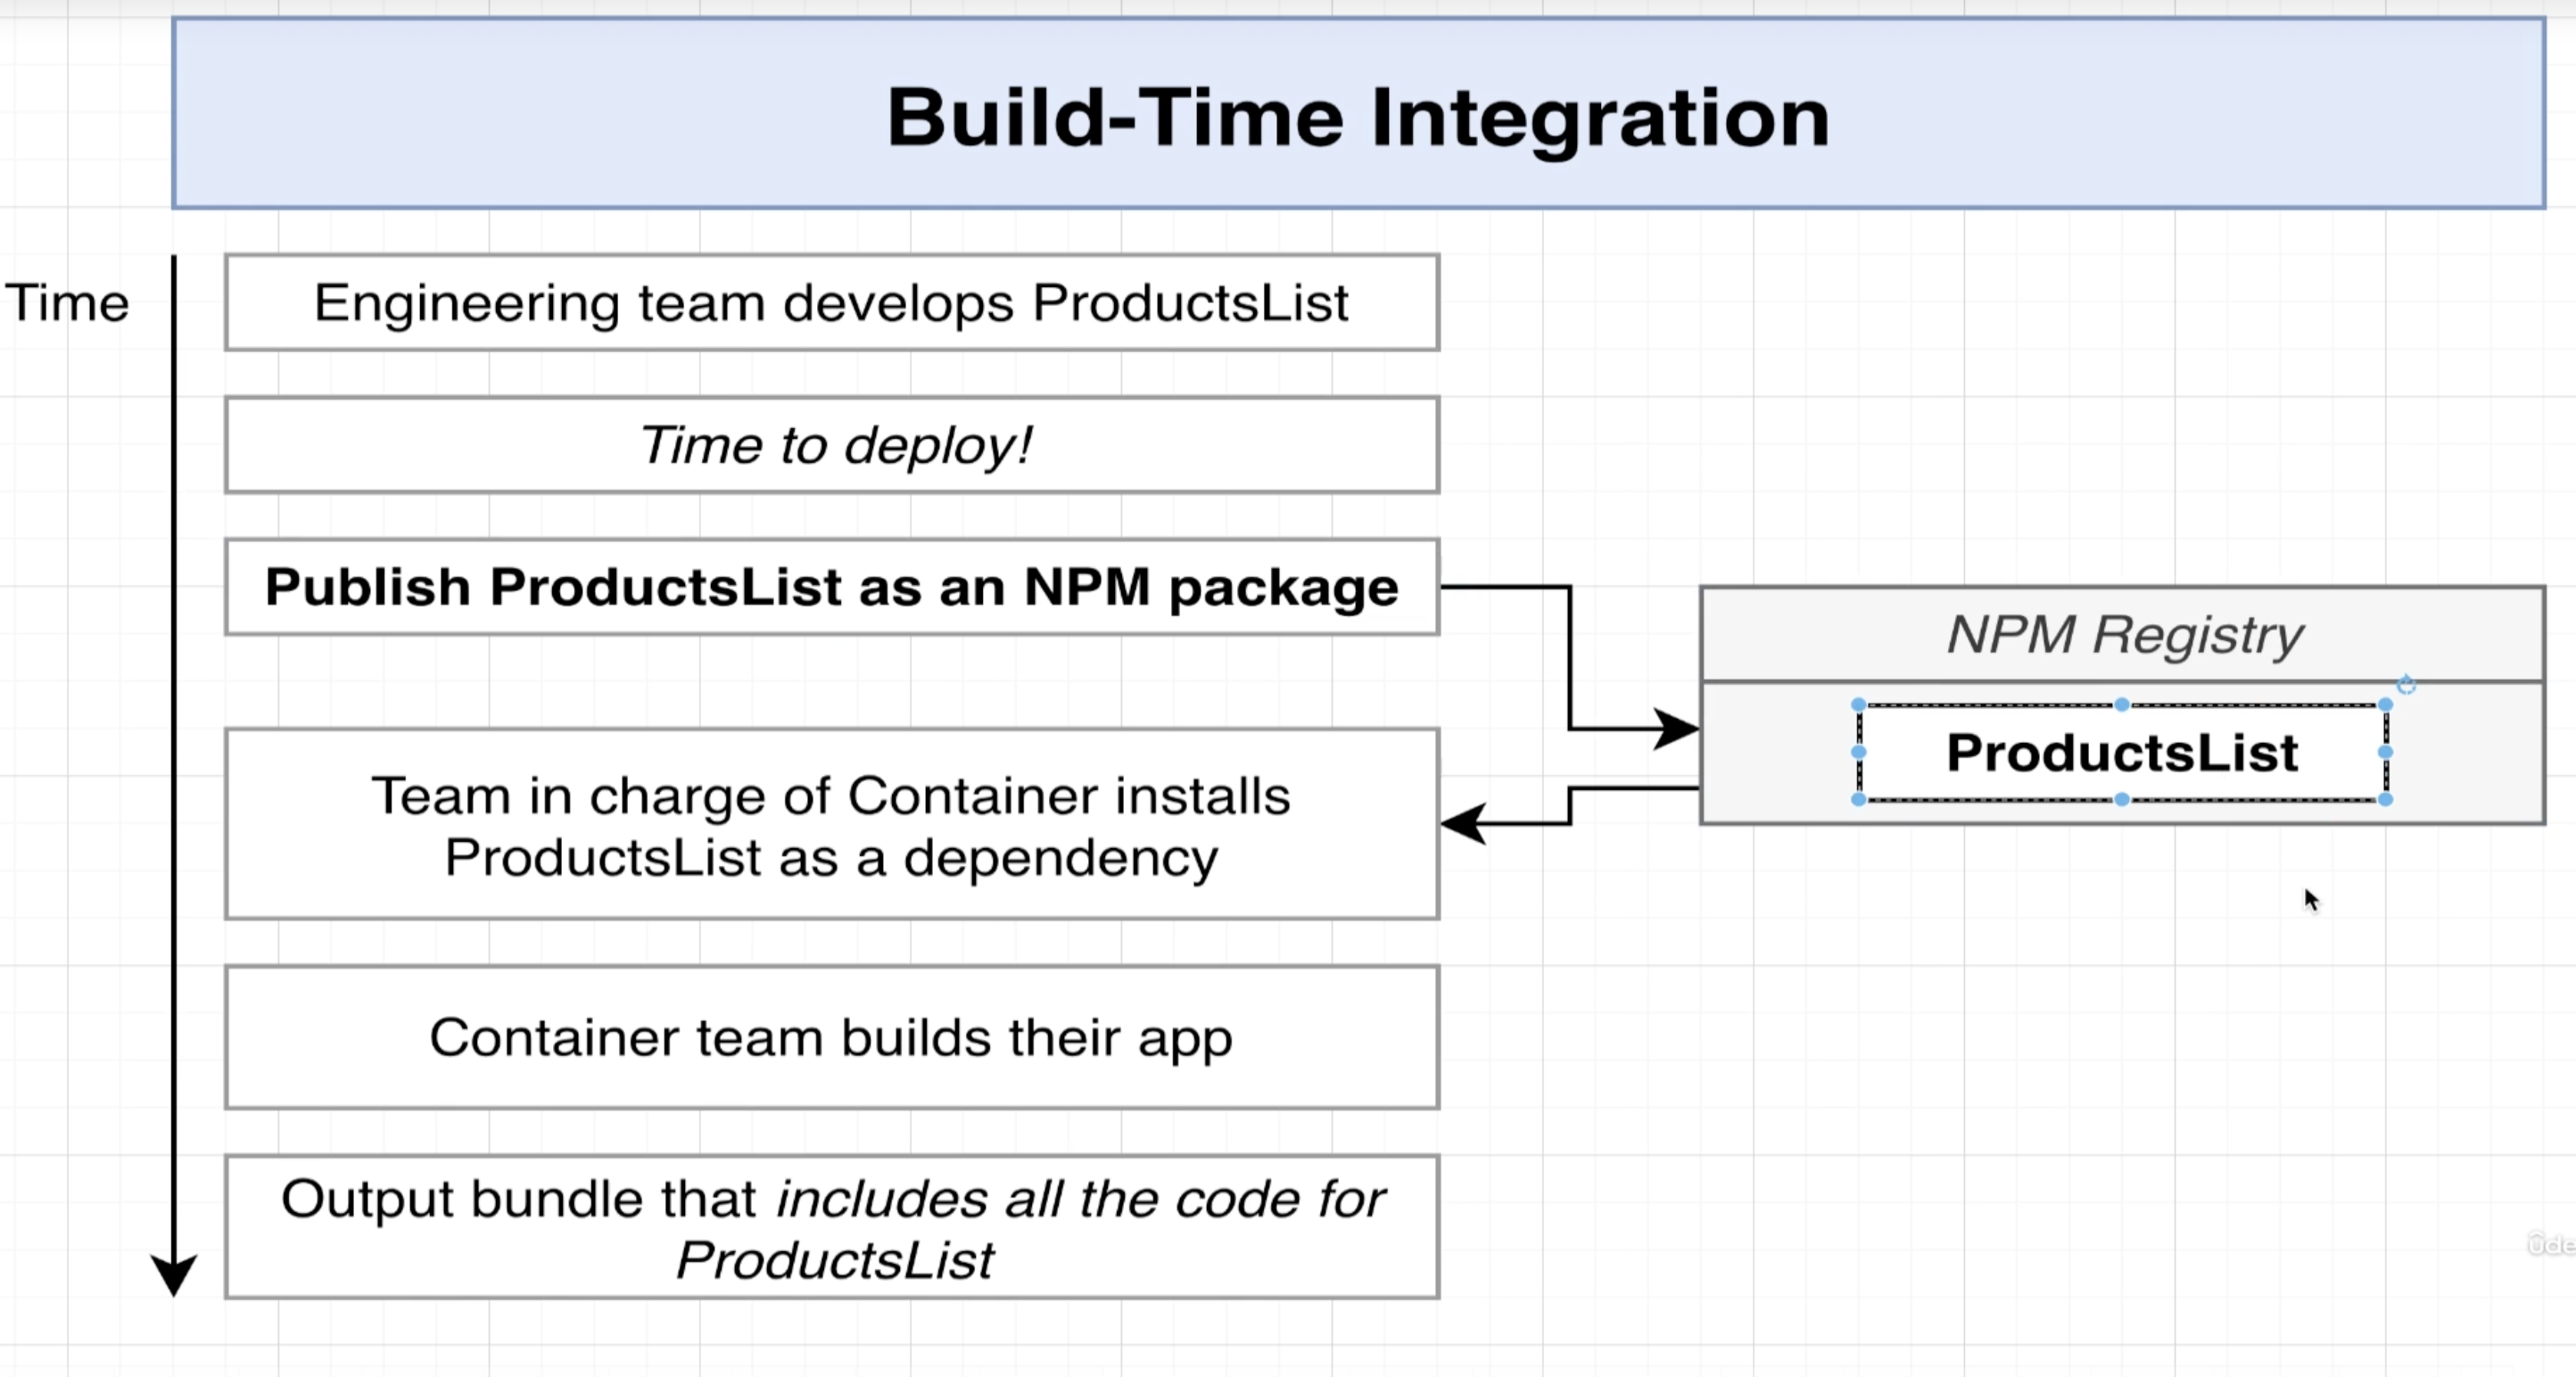 Build-Time Integration
Time
Engineering team develops ProductsList
Time to deploy!
Publish ProductsList as an NPM package
NPM Registry
ProductsList
Team in charge of Container installs
ProductsList as a dependency
Container team builds their app
Output bundle that includes all the code for
ProductsList